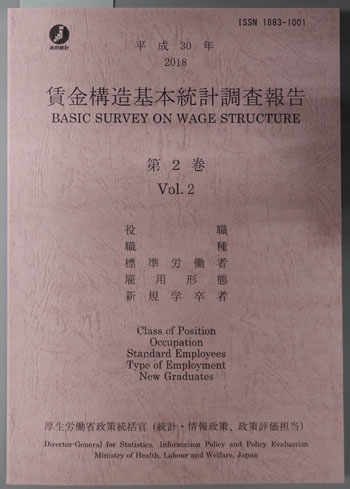 ISSN 1883-1001
政府統計
平成30年
2018
賃金構造基本統計調査報告
BASIC SURVEY ON WAGE STRUCTURE
第2巻
Vol. 2
役職
職種
標準労働者
雇用形態
新規学卒者
Class of Position
Occupation
Standard Employees
Type of Employment
New Graduates
厚生労働省政策統括官(統計・情報政策、政策評価担当)
Director-General for Statistics, Information Policy and Policy Evaluation
Ministry of Health, Labour and Welfare, Japan